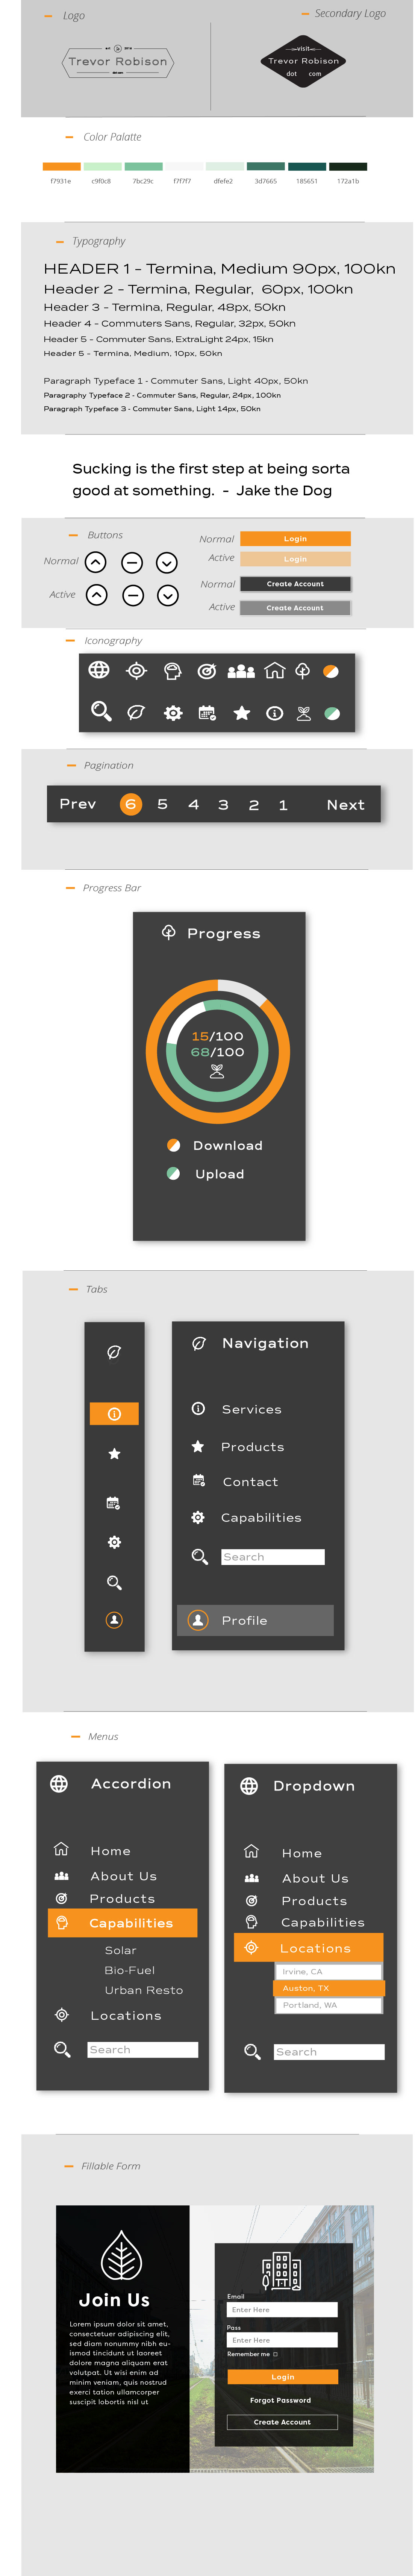 Logo
Secondary Logo
Trevor Robison
visit
Trevor Robison
dot com
Color Palatte
f7931e c9f0c8 7bc29c f7f7f7 dfefe2 3d7665 185651 172a1b
Typography
HEADER 1 - Termina, Medium 90px, 100kn
Header 2 - Termina, Regular, 60px, 100kn
Header 3 - Termina, Regular, 48px, 50kn
Header 4 - Commuters Sans, Regular, 32px, 50kn
Header 5 - Commuter Sans, ExtraLight 24px, 15kn
Header 5 - Termina, Medium, 10px, 50kn
Paragraph Typeface 1 - Commuter Sans, Light 40px, 50kn
Paragraphy Typeface 2 - Commuter Sans, Regular, 24px, 100kn
Paragraph Typeface 3 - Commuter Sans, Light 14px, 50kn
Sucking is the first step at being sorta
good at something. - Jake the Dog
Buttons
Normal
Active
Normal Login
Active Login
Normal Create Account
Active Create Account
Iconography
Pagination
Prev 6 5 4 3 2 1 Next
Progress Bar
Progress
15/100
68/100
Download
Upload
Tabs
Navigation
Services
Products
Contact
Capabilities
Search
Profile
Menus
Accordion
Home
About Us
Products
Capabilities
Solar
Bio-Fuel
Urban Resto
Locations
Search
Dropdown
Home
About Us
Products
Capabilities
Locations
Irvine, CA
Auston, TX
Portland, WA
Search
Fillable Form
Join Us
Lorem ipsum dolor sit amet,
consectetuer adipiscing elit,
sed diam nonummy nibh eu-
ismod tincidunt ut laoreet
dolore magna aliquam erat
volutpat. Ut wisi enim ad
minim veniam, quis nostrud
exerci tation ullamcorper
suscipit lobortis nisl ut
Email
Enter Here
Pass
Enter Here
Remember me
Login
Forgot Password
Create Account